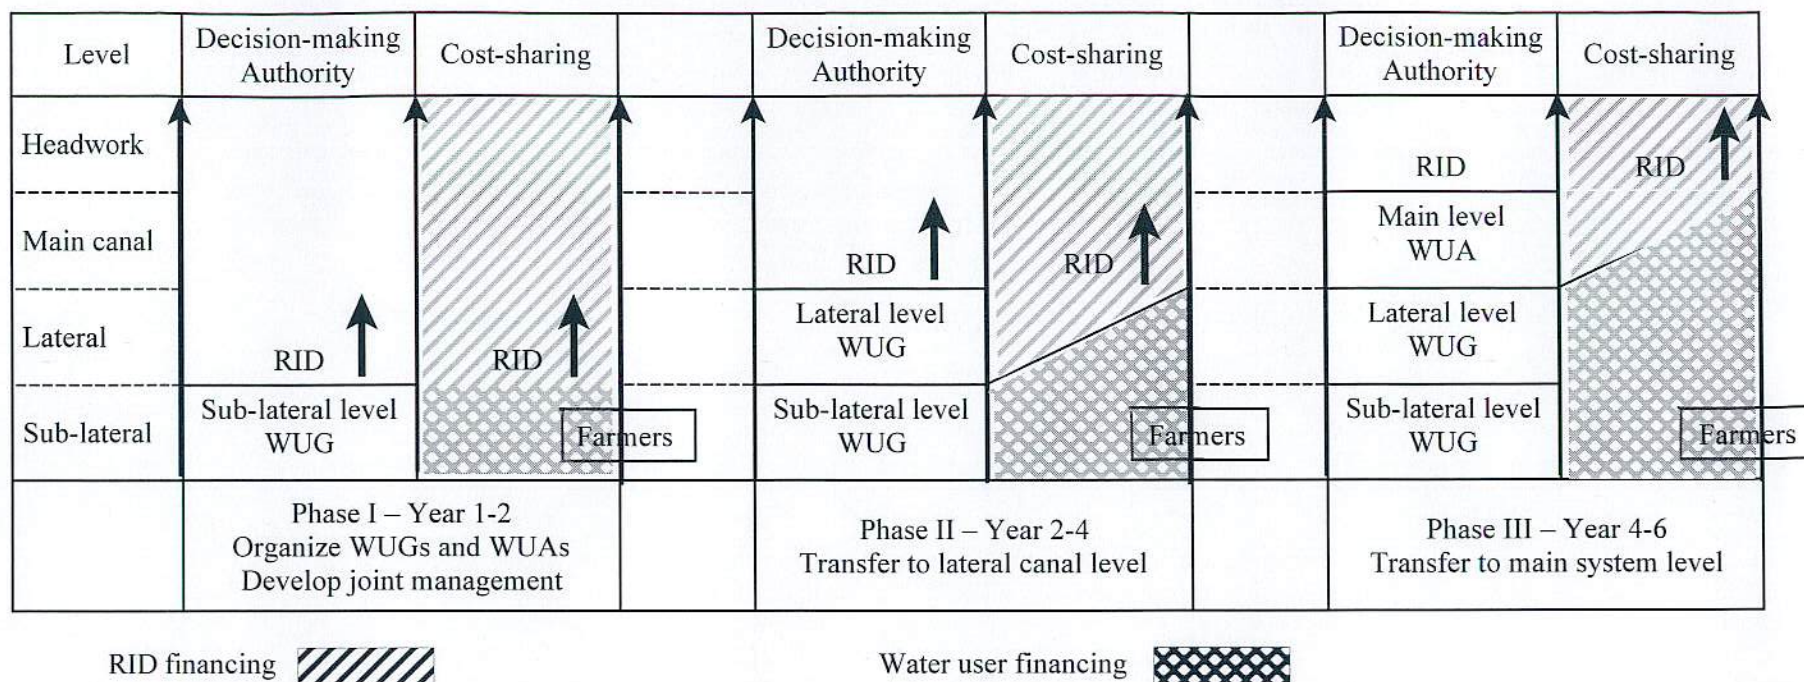 Level
Decision-making
Authority
Cost-sharing
Decision-making
Authority
Cost-sharing
Decision-making
Authority
Cost-sharing
Headwork
Main canal
Lateral
Sub-lateral
RID
Sub-lateral level
WUG
RID
Farmers
RID
Lateral level
WUG
Sub-lateral level
WUG
RID
Farmers
RID
Main level
WUA
Lateral level
WUG
Sub-lateral level
WUG
RID
Farmers
Phase I – Year 1-2
Organize WUGs and WUAs
Develop joint management
Phase II – Year 2-4
Transfer to lateral canal level
Phase III – Year 4-6
Transfer to main system level
RID financing
Water user financing